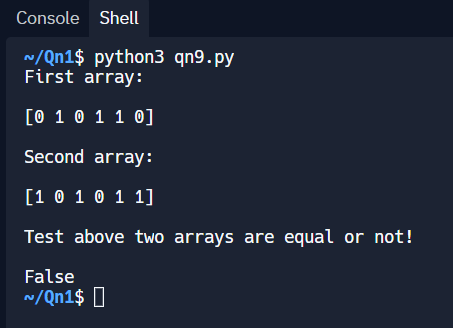 Console Shell
~/Qn1$ python3 qn9.py
First array:
[0 1 0 1 1 0]
Second array:
[1 0 1 0 1 1]
Test above two arrays are equal or not!
False
~/Qn1$